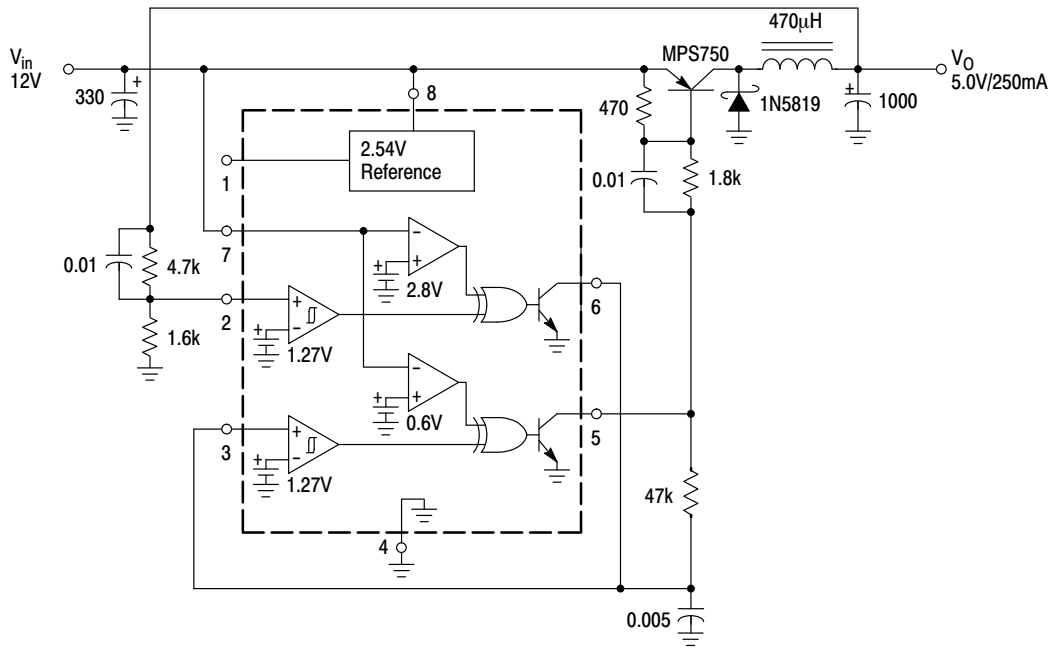 470μH
MPS750
V_in
12V
V_O
5.0V/250mA
330
8
470
1N5819
1000
2.54V
Reference
1
0.01
1.8k
7
0.01
4.7k
2.8V
6
2
1.6k
1.27V
0.6V
5
3
1.27V
47k
4
0.005
+
+
-
+
+
+
-
+
-
+
+
+
-
+